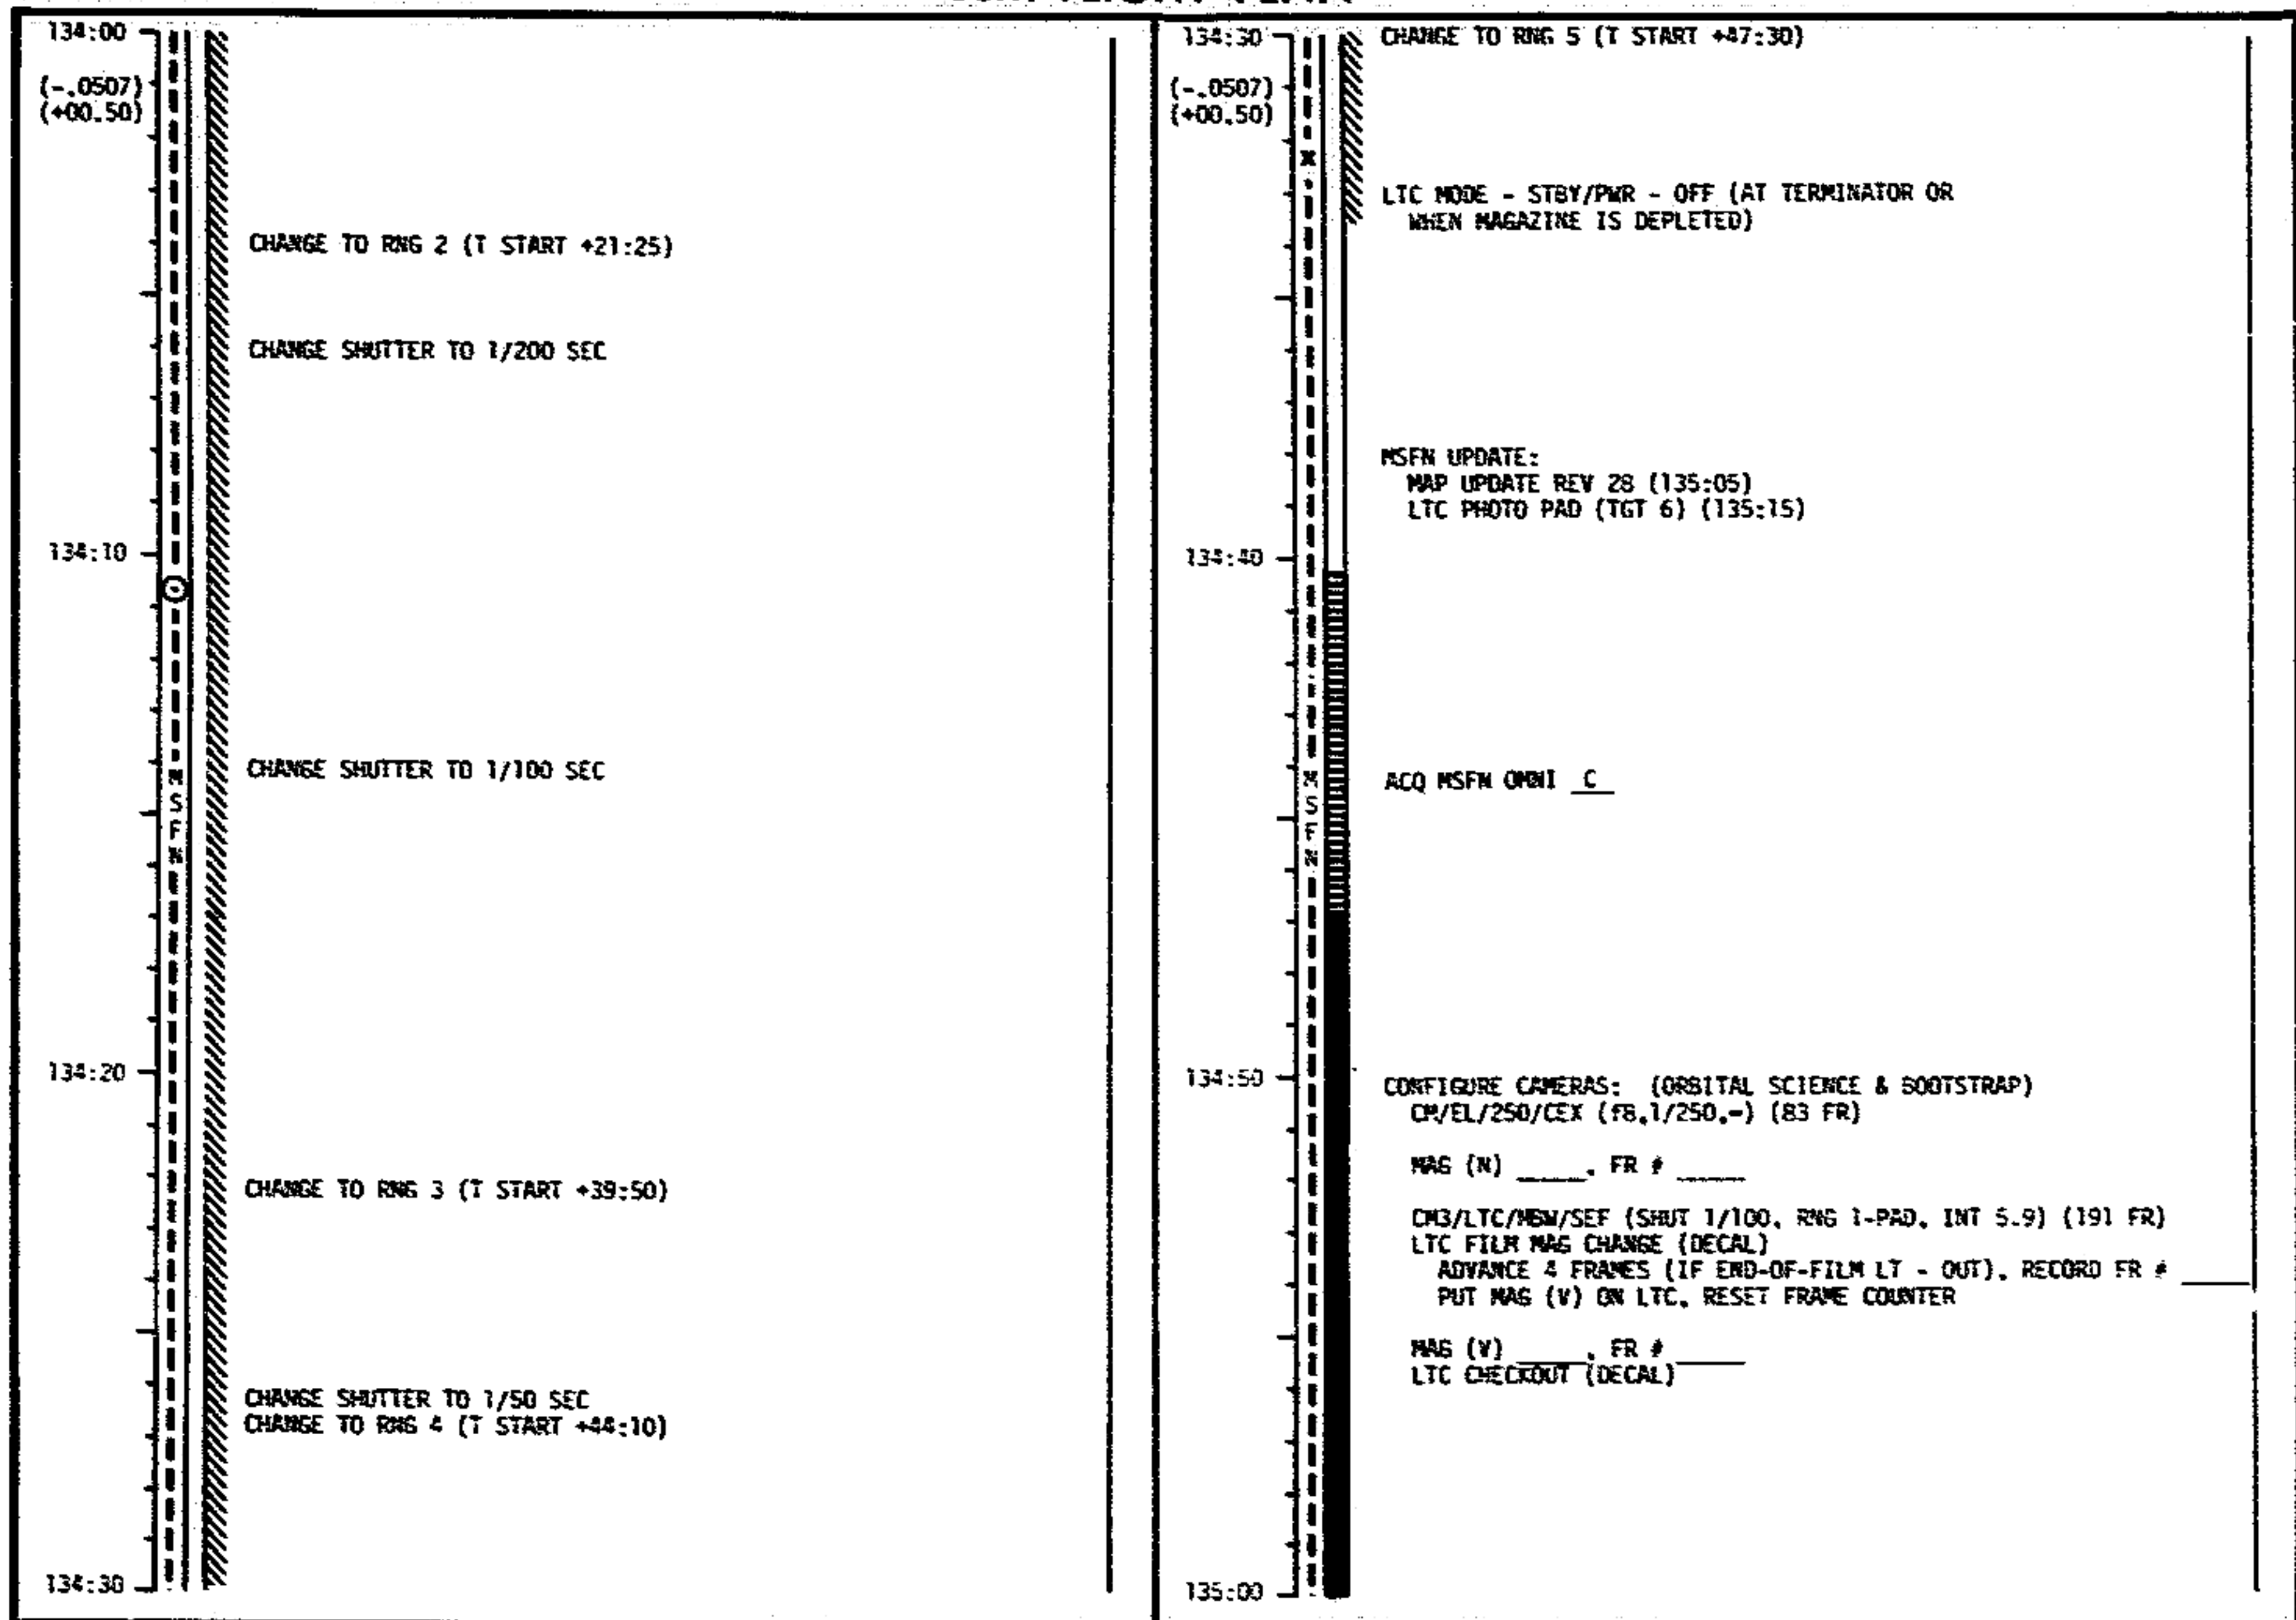 134:00
(-.0507)
(+00.50)
CHANGE TO RNG 2 (T START +21:25)
CHANGE SHUTTER TO 1/200 SEC
134:10
CHANGE SHUTTER TO 1/100 SEC
MSFN
134:20
CHANGE TO RNG 3 (T START +39:50)
CHANGE SHUTTER TO 1/50 SEC
CHANGE TO RNG 4 (T START +44:10)
134:30
134:30
CHANGE TO RNG 5 (T START +47:30)
(-.0507)
(+00.50)
LTC MODE - STBY/PWR - OFF (AT TERMINATOR OR
WHEN MAGAZINE IS DEPLETED)
MSFN UPDATE:
MAP UPDATE REV 28 (135:05)
LTC PHOTO PAD (TGT 6) (135:15)
134:40
ACQ MSFN OMNI C
MSFN
134:50
CONFIGURE CAMERAS: (ORBITAL SCIENCE & BOOTSTRAP)
CM/EL/250/CEX (f8,1/250,-) (83 FR)
MAG (N) _____, FR # _____
CM3/LTC/MBW/SEF (SHUT 1/100, RNG 1-PAD, INT 5.9) (191 FR)
LTC FILM MAG CHANGE (DECAL)
ADVANCE 4 FRAMES (IF END-OF-FILM LT - OUT), RECORD FR # _____
PUT MAG (V) ON LTC, RESET FRAME COUNTER
MAG (V) _____, FR # _____
LTC CHECKOUT (DECAL)
135:00